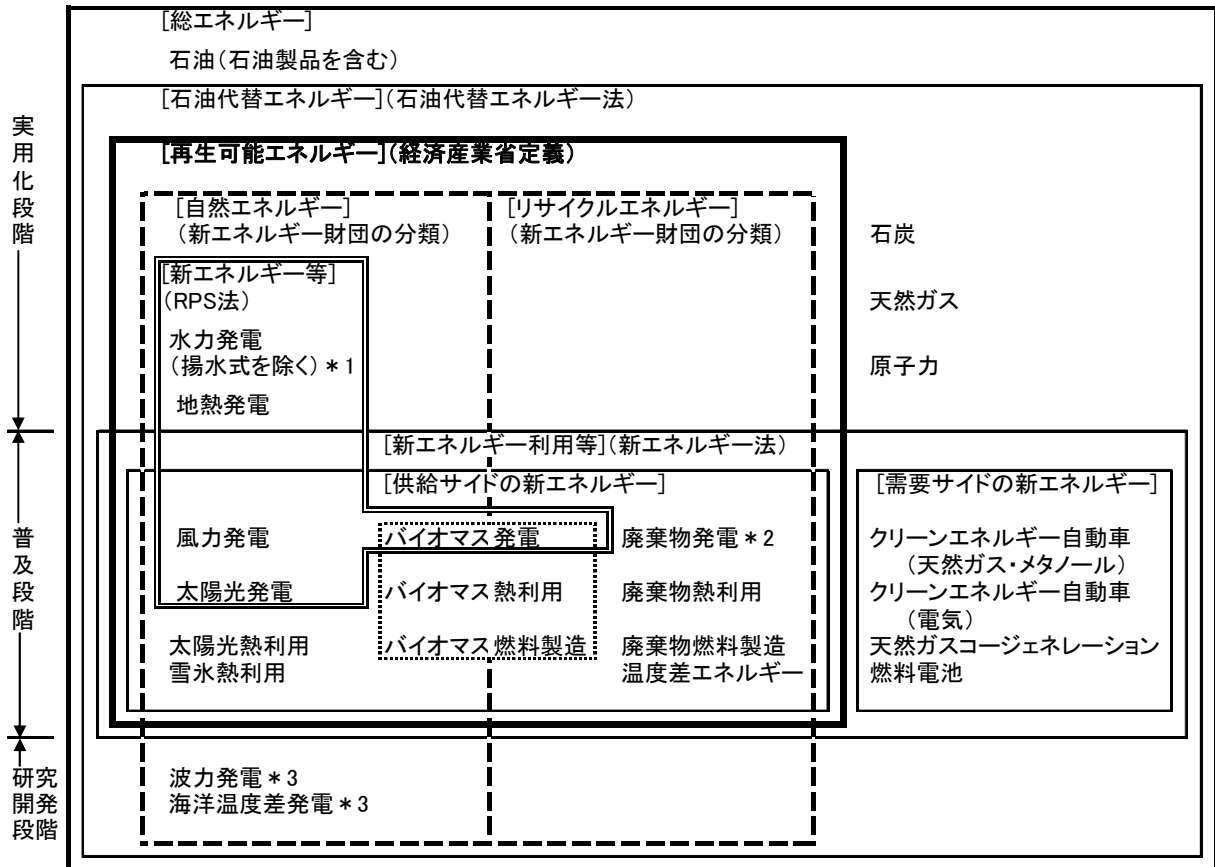 [総エネルギー]
石油(石油製品を含む)
[石油代替エネルギー](石油代替エネルギー法)
[再生可能エネルギー](経済産業省定義)
実用化段階
[自然エネルギー]
(新エネルギー財団の分類)
[リサイクルエネルギー]
(新エネルギー財団の分類)
石炭
[新エネルギー等]
(RPS法)
天然ガス
水力発電
(揚水式を除く)*1
原子力
地熱発電
[新エネルギー利用等](新エネルギー法)
[供給サイドの新エネルギー]
[需要サイドの新エネルギー]
普及段階
風力発電
バイオマス発電
廃棄物発電*2
クリーンエネルギー自動車
(天然ガス・メタノール)
太陽光発電
バイオマス熱利用
廃棄物熱利用
クリーンエネルギー自動車
(電気)
太陽光熱利用
バイオマス燃料製造
廃棄物燃料製造
天然ガスコージェネレーション
雪氷熱利用
温度差エネルギー
燃料電池
研究
開発
段階
波力発電*3
海洋温度差発電*3